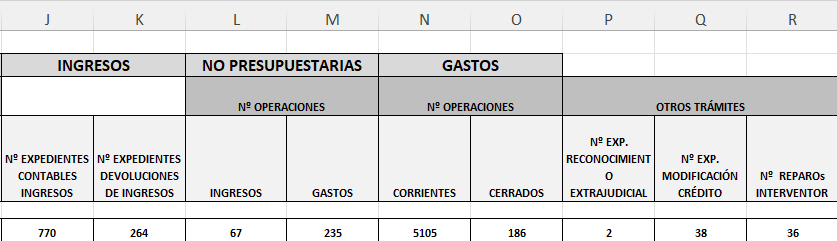 J K L M N O P Q R
INGRESOS NO PRESUPUESTARIAS GASTOS
Nº OPERACIONES Nº OPERACIONES OTROS TRÁMITES
Nº EXPEDIENTES
CONTABLES
INGRESOS
Nº EXPEDIENTES
DEVOLUCIONES
DE INGRESOS
INGRESOS
GASTOS
CORRIENTES
CERRADOS
Nº EXP.
RECONOCIMIENT
O
EXTRAJUDICIAL
Nº EXP.
MODIFICACIÓN
CRÉDITO
Nº REPAROs
INTERVENTOR
770 264 67 235 5105 186 2 38 36